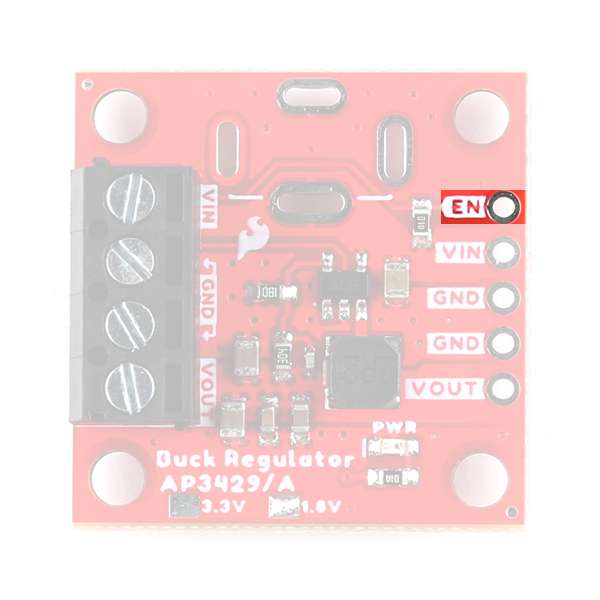 EN
VIN
VIN
GND
GND
GND
VOUT
VOUT
PWR
Buck Regulator
AP3429/A
3.3V
1.8V